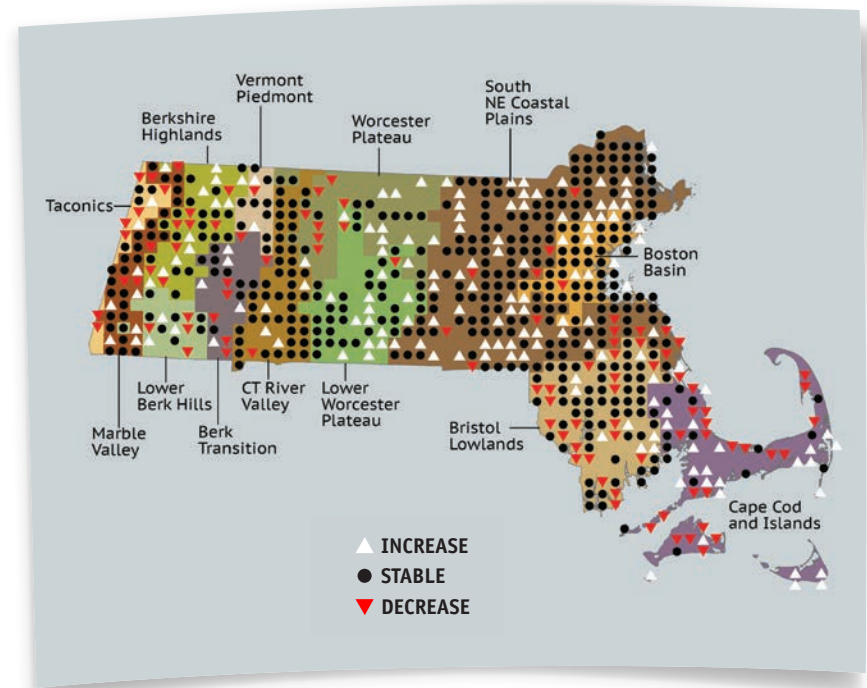 Vermont
Piedmont
South
NE Coastal
Plains
Berkshire
Highlands
Worcester
Plateau
Taconics
Boston
Basin
Lower
Berk Hills
CT River
Valley
Lower
Worcester
Plateau
Marble
Valley
Berk
Transition
Bristol
Lowlands
Cape Cod
and Islands
INCREASE
STABLE
DECREASE